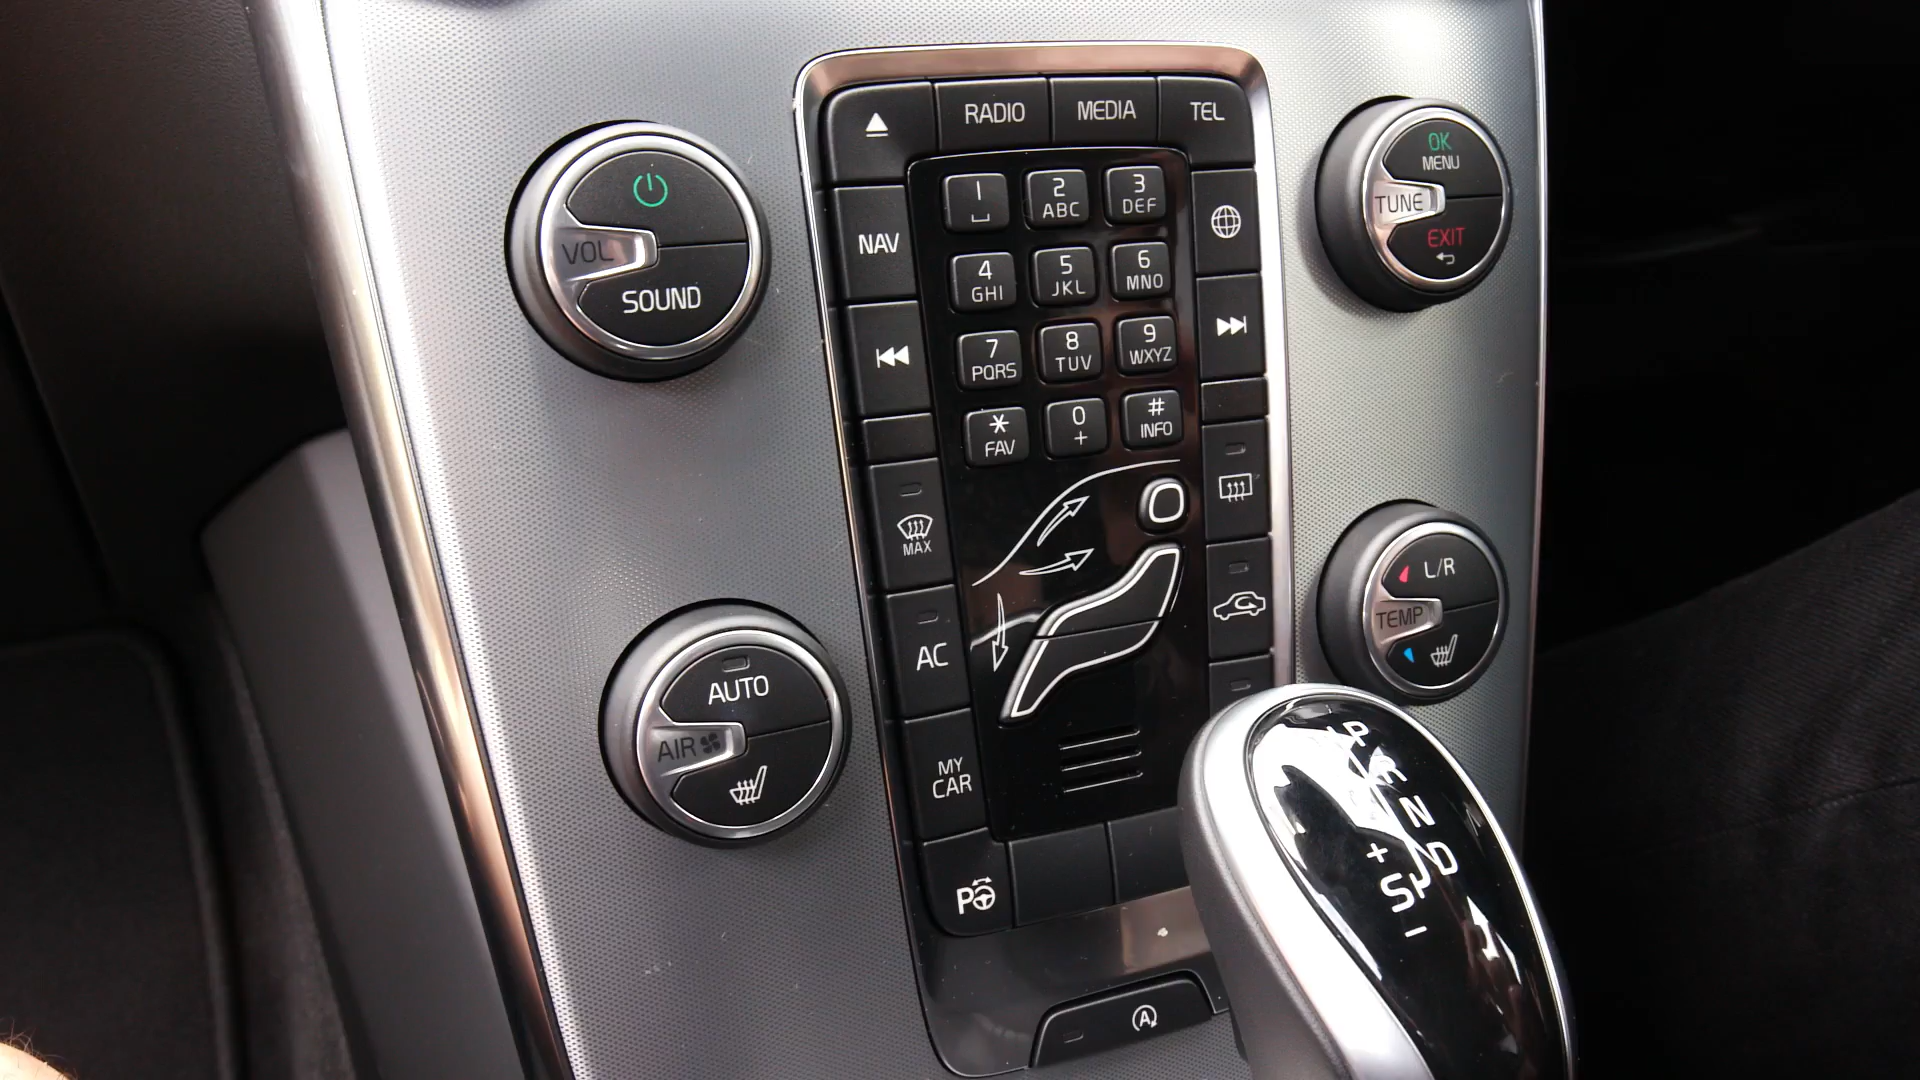 RADIO
MEDIA
TEL
OK
MENU
TUNE
EXIT
VOL
SOUND
NAV
1
2
ABC
3
DEF
4
GHI
5
JKL
6
MNO
7
PQRS
8
TUV
9
WXYZ
*
FAV
0
+
#
INFO
MAX
AC
MY
CAR
AUTO
AIR
L/R
TEMP
P
A
P
R
N
D
+
S
-